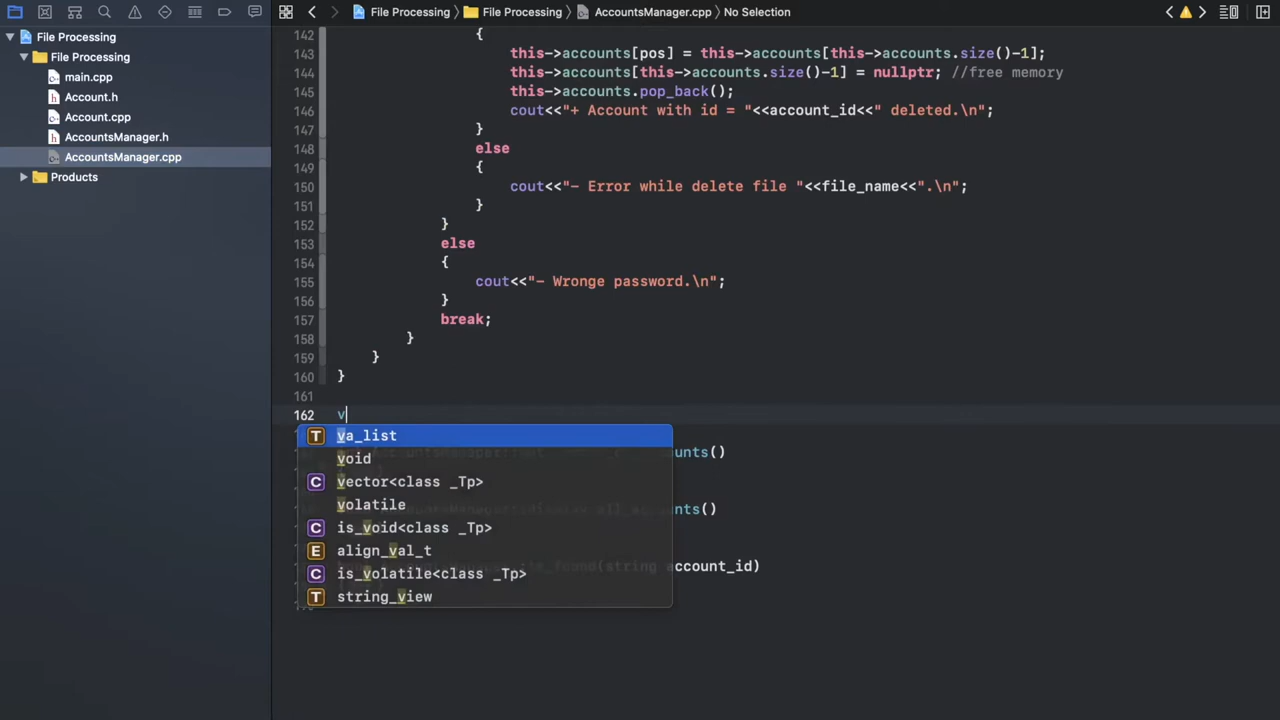 File Processing
File Processing
main.cpp
Account.h
Account.cpp
AccountsManager.h
AccountsManager.cpp
Products
File Processing File Processing AccountsManager.cpp No Selection
142 {
143 this->accounts[pos] = this->accounts[this->accounts.size()-1];
144 this->accounts[this->accounts.size()-1] = nullptr; //free memory
145 this->accounts.pop_back();
146 cout<<"+ Account with id = "<<account_id<<" deleted.\n";
147 }
148 else
149 {
150 cout<<"- Error while delete file "<<file_name<<".\n";
151 }
152 }
153 else
154 {
155 cout<<"- Wronge password.\n";
156 }
157 break;
158 }
159 }
160 }
161
162 v
va_list
void
vector<class _Tp>
volatile
is_void<class _Tp>
align_val_t
is_volatile<class _Tp>
string_view
accounts()
accounts()
account_id)